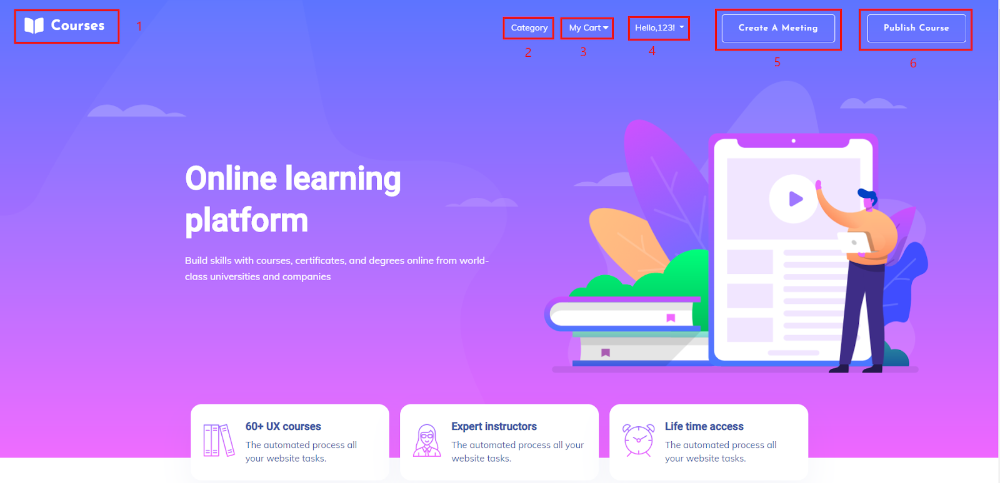 Courses
1
Category
My Cart
Hello,123!
Create A Meeting
Publish Course
2
3
4
5
6
Online learning
platform
Build skills with courses, certificates, and degrees online from world-
class universities and companies
60+ UX courses
The automated process all
your website tasks.
Expert instructors
The automated process all your
website tasks.
Life time access
The automated process all
your website tasks.